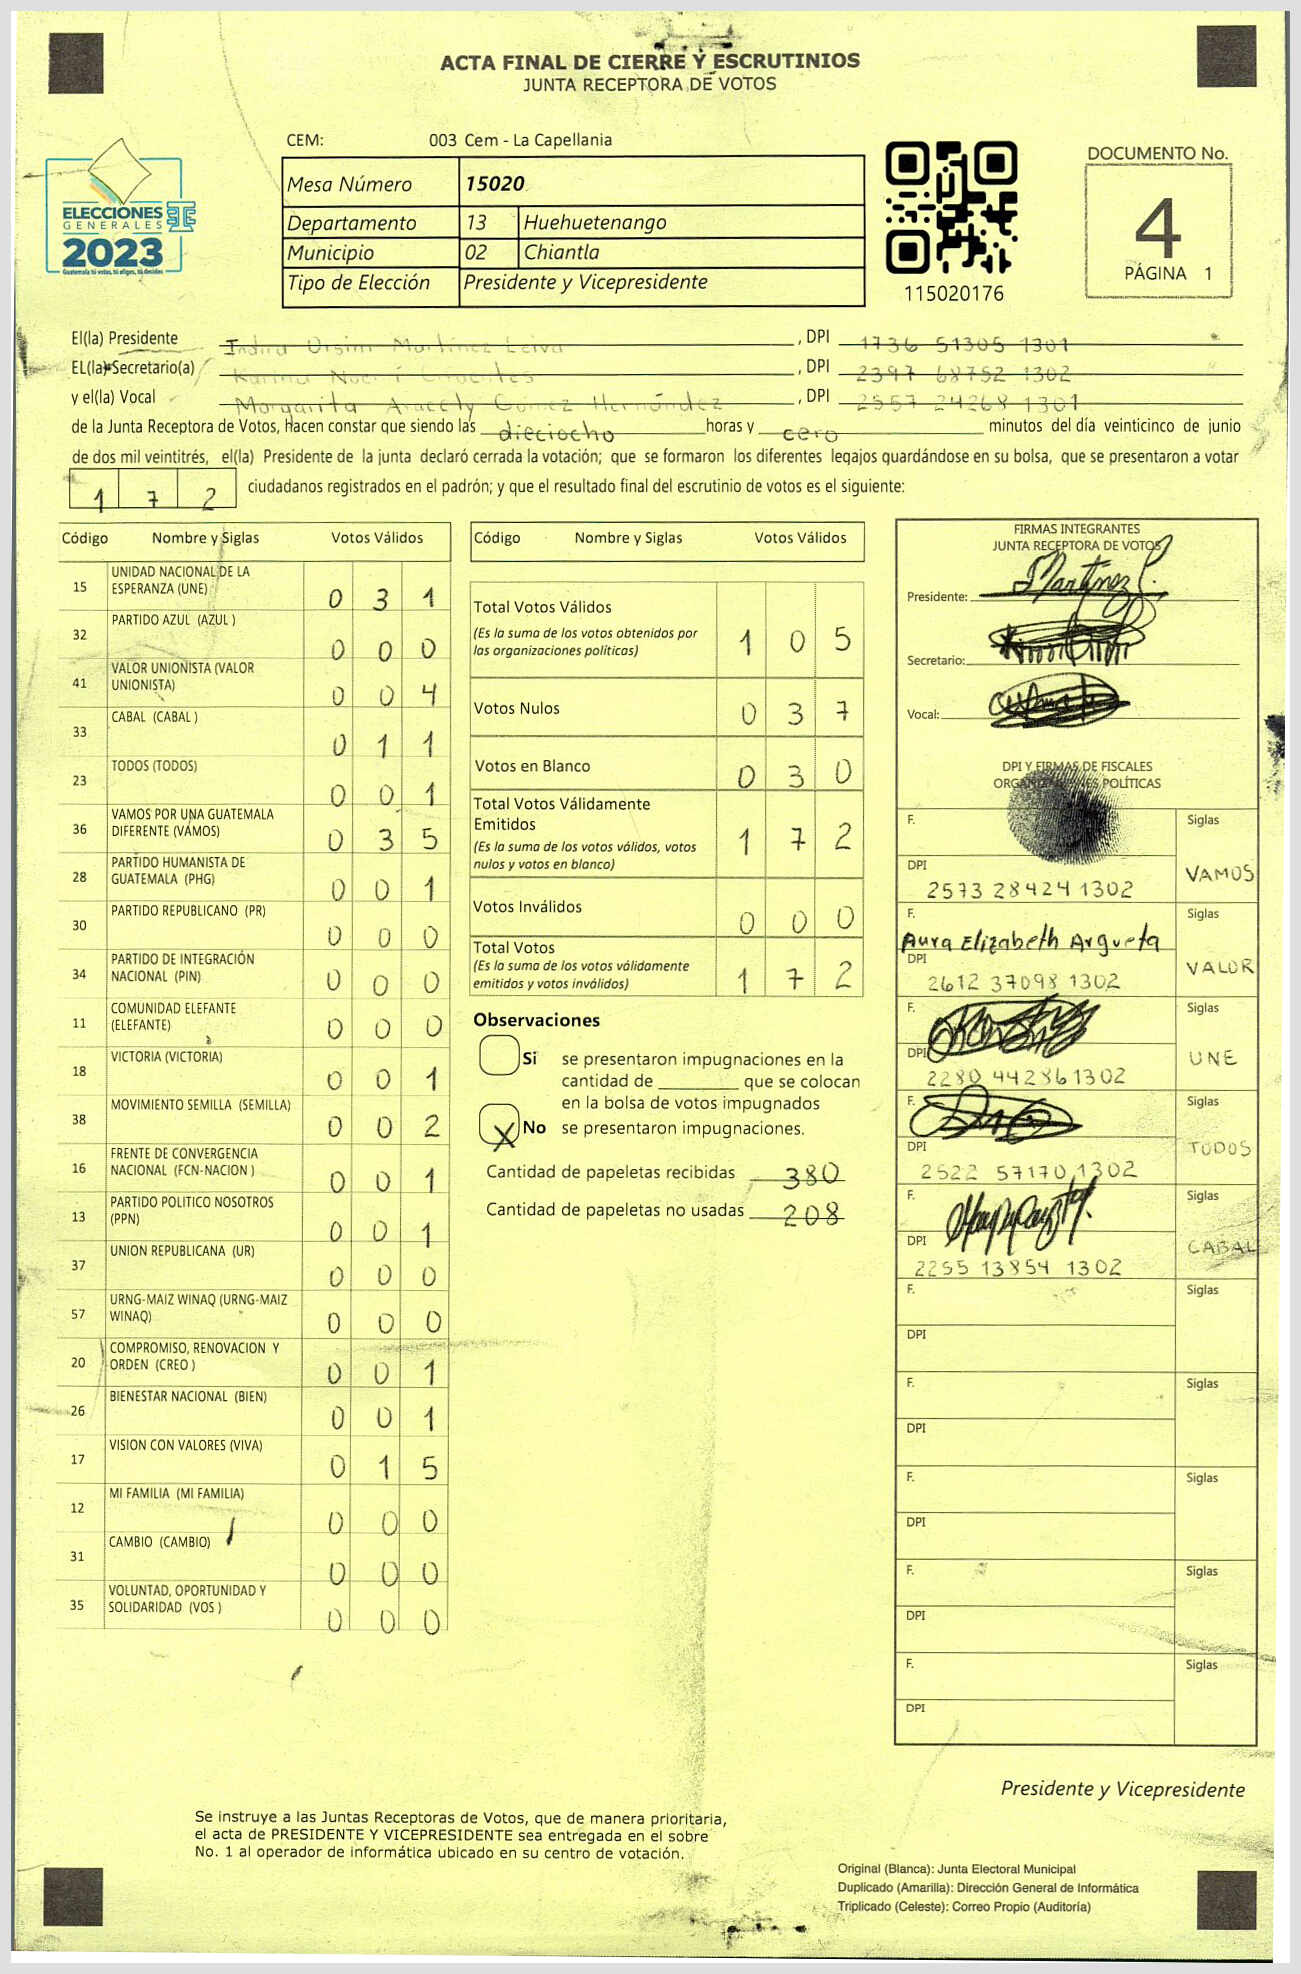 ACTA FINAL DE CIERRE Y ESCRUTINIOS
JUNTA RECEPTORA DE VOTOS
CEM: 003 Cem - La Capellania
ELECCIONES
GENERALES
2023
Guatemala tú votas, tú eliges, tú decides
Mesa Número 15020
Departamento 13 Huehuetenango
Municipio 02 Chiantla
Tipo de Elección Presidente y Vicepresidente
115020176
DOCUMENTO No.
4
PÁGINA 1
El(la) Presidente Indira Martínez Leiva, DPI 1736 51305 1301
EL(la) Secretario(a) Karina Noemí Cifuentes, DPI 2397 68752 1302
y el(la) Vocal Margarita Aracely Gómez Hernández, DPI 2557 24268 1301
de la Junta Receptora de Votos, Hacen constar que siendo las dieciocho horas y cero minutos del día veinticinco de junio
de dos mil veintitrés, el(la) Presidente de la junta declaró cerrada la votación; que se formaron los diferentes legajos quardándose en su bolsa, que se presentaron a votar
1 7 2 ciudadanos registrados en el padrón; y que el resultado final del escrutinio de votos es el siguiente:
Código Nombre y Siglas Votos Válidos
15 UNIDAD NACIONAL DE LA
ESPERANZA (UNE) 0 3 1
32 PARTIDO AZUL (AZUL ) 0 0 0
41 VALOR UNIONISTA (VALOR
UNIONISTA) 0 0 4
33 CABAL (CABAL ) 0 1 1
23 TODOS (TODOS) 0 0 1
36 VAMOS POR UNA GUATEMALA
DIFERENTE (VAMOS) 0 3 5
28 PARTIDO HUMANISTA DE
GUATEMALA (PHG) 0 0 1
30 PARTIDO REPUBLICANO (PR) 0 0 0
34 PARTIDO DE INTEGRACIÓN
NACIONAL (PIN) 0 0 0
11 COMUNIDAD ELEFANTE
(ELEFANTE) 0 0 0
18 VICTORIA (VICTORIA) 0 0 1
38 MOVIMIENTO SEMILLA (SEMILLA) 0 0 2
16 FRENTE DE CONVERGENCIA
NACIONAL (FCN-NACION ) 0 0 1
13 PARTIDO POLITICO NOSOTROS
(PPN) 0 0 1
37 UNION REPUBLICANA (UR) 0 0 0
57 URNG-MAIZ WINAQ (URNG-MAIZ
WINAQ) 0 0 0
20 COMPROMISO, RENOVACION Y
ORDEN (CREO ) 0 0 1
26 BIENESTAR NACIONAL (BIEN) 0 0 1
17 VISION CON VALORES (VIVA) 0 1 5
12 MI FAMILIA (MI FAMILIA) 0 0 0
31 CAMBIO (CAMBIO) 0 0 0
35 VOLUNTAD, OPORTUNIDAD Y
SOLIDARIDAD (VOS ) 0 0 0
Código Nombre y Siglas Votos Válidos
Total Votos Válidos
(Es la suma de los votos obtenidos por
las organizaciones políticas) 1 0 5
Votos Nulos 0 3 7
Votos en Blanco 0 3 0
Total Votos Válidamente
Emitidos
(Es la suma de los votos válidos, votos
nulos y votos en blanco) 1 7 2
Votos Inválidos 0 0 0
Total Votos
(Es la suma de los votos válidamente
emitidos y votos inválidos) 1 7 2
Observaciones
Si se presentaron impugnaciones en la
cantidad de ________ que se colocan
en la bolsa de votos impugnados
X No se presentaron impugnaciones.
Cantidad de papeletas recibidas 380
Cantidad de papeletas no usadas 208
FIRMAS INTEGRANTES
JUNTA RECEPTORA DE VOTOS
Presidente: Martínez L.
Secretario:
Vocal:
DPI Y FIRMAS DE FISCALES
ORGANIZACIONES POLÍTICAS
F. Siglas
DPI 2573 28424 1302 VAMOS
F. Aura Elizabeth Argueta Siglas
DPI 2612 37098 1302 VALOR
F. Siglas
DPI 2280 44286 1302 UNE
F. Siglas
DPI 2522 57170 1302 TODOS
F. Siglas
DPI 2255 13854 1302 CABAL
F. Siglas
DPI
F. Siglas
DPI
F. Siglas
DPI
F. Siglas
DPI
F. Siglas
DPI
Presidente y Vicepresidente
Se instruye a las Juntas Receptoras de Votos, que de manera prioritaria,
el acta de PRESIDENTE Y VICEPRESIDENTE sea entregada en el sobre
No. 1 al operador de informática ubicado en su centro de votación.
Original (Blanca): Junta Electoral Municipal
Duplicado (Amarilla): Dirección General de Informática
Triplicado (Celeste): Correo Propio (Auditoría)